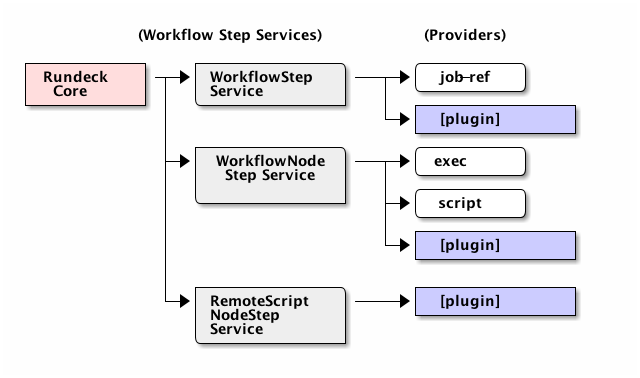 (Workflow Step Services)
(Providers)
Rundeck
Core
WorkflowStep
Service
job-ref
[plugin]
WorkflowNode
Step Service
exec
script
[plugin]
RemoteScript
NodeStep
Service
[plugin]